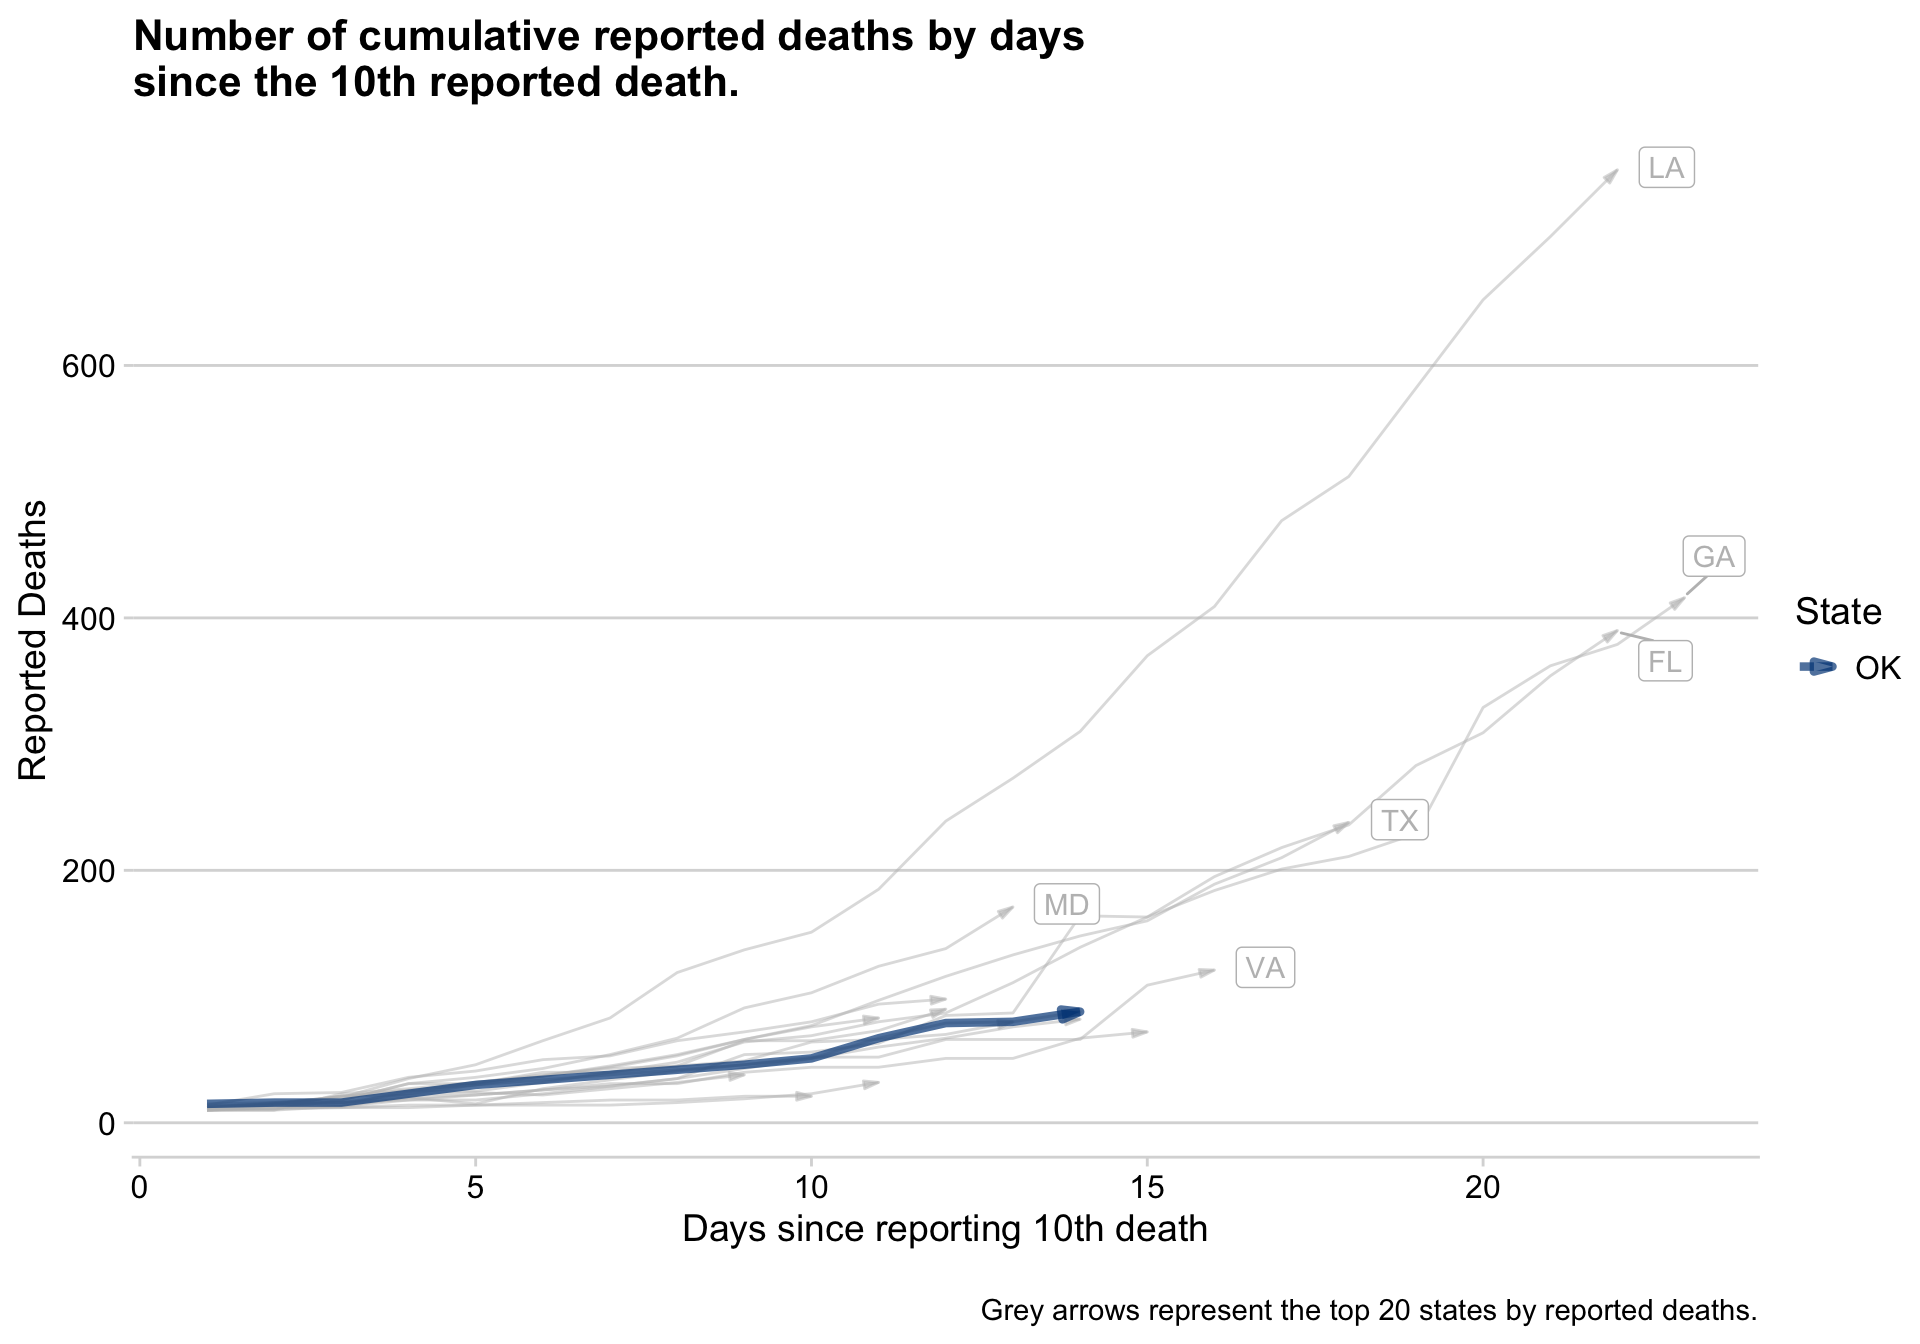 Number of cumulative reported deaths by days
since the 10th reported death.
LA
600
GA
400
FL
State
OK
Reported Deaths
TX
200
MD
VA
0
0 5 10 15 20
Days since reporting 10th death
Grey arrows represent the top 20 states by reported deaths.